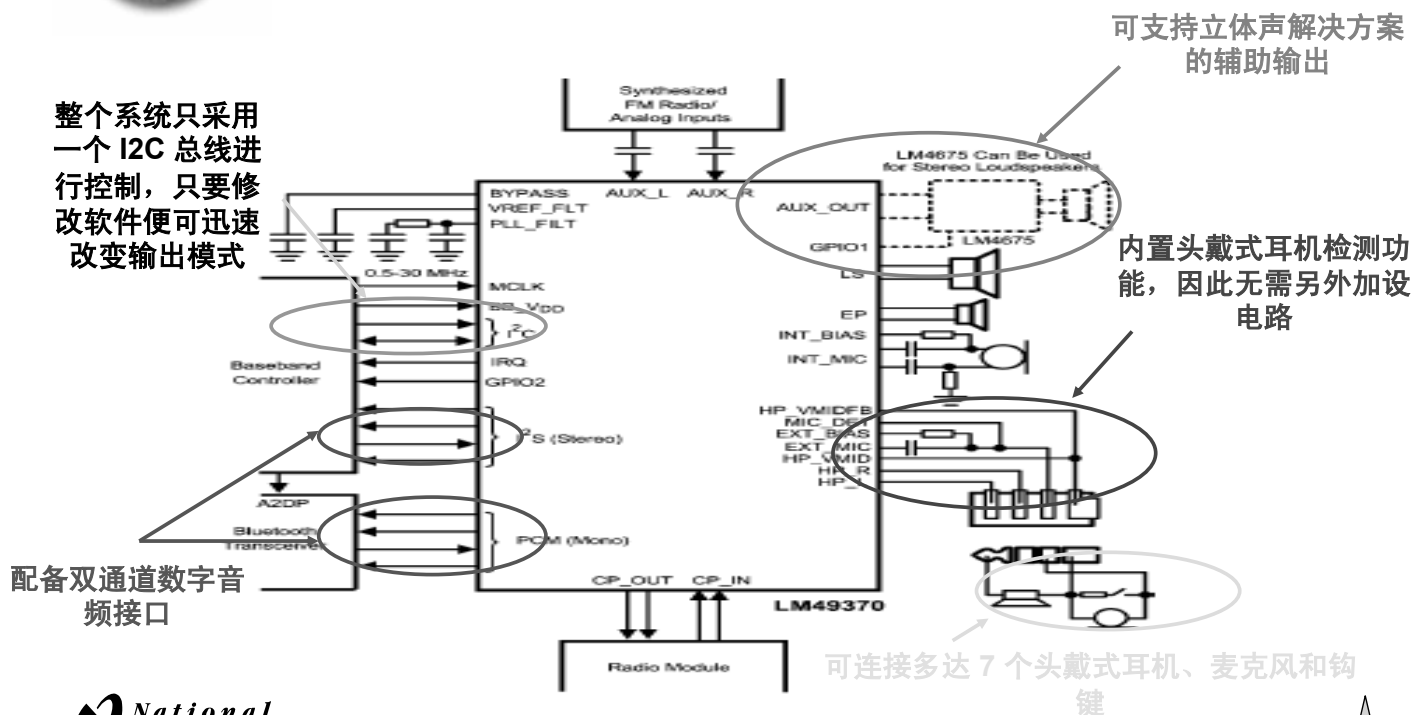 可支持立体声解决方案
的辅助输出
整个系统只采用
一个 I2C 总线进
行控制，只要修
改软件便可迅速
改变输出模式
Synthesized
FM Radio/
Analog Inputs
LM4675 Can Be Used
for Stereo Loudspeakers
BYPASS
AUX_L
AUX_R
VREF_FLT
AUX_OUT
PLL_FILT
LM4675
GPIO1
内置头戴式耳机检测功
能，因此无需另外加设
电路
0.5-30 MHz
LS
MCLK
BB_VDD
EP
I2C
INT_BIAS
INT_MIC
IRQ
Baseband
Controller
GPIO2
HP_VMIDFB
MIC_DET
EXT_BIAS
I2S (Stereo)
EXT_MIC
HP_VMID
HP_R
HP_L
A2DP
Bluetooth
Transceiver
PCM (Mono)
配备双通道数字音
频接口
CP_OUT
CP_IN
LM49370
Radio Module
可连接多达 7 个头戴式耳机、麦克风和钩
键
National